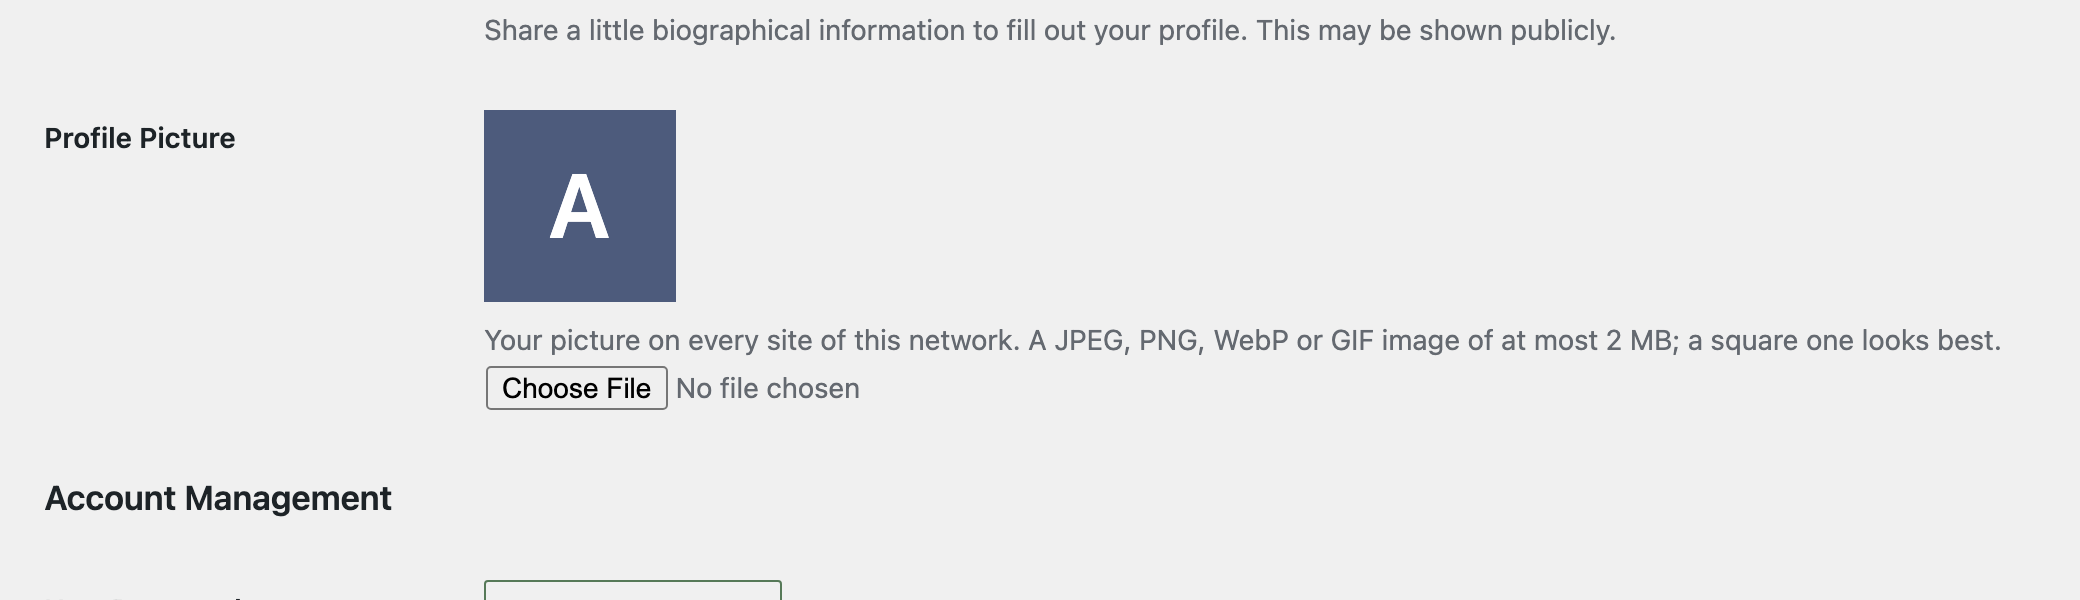 Share a little biographical information to fill out your profile. This may be shown publicly.
Profile Picture
A
Your picture on every site of this network. A JPEG, PNG, WebP or GIF image of at most 2 MB; a square one looks best.
Choose File No file chosen
Account Management